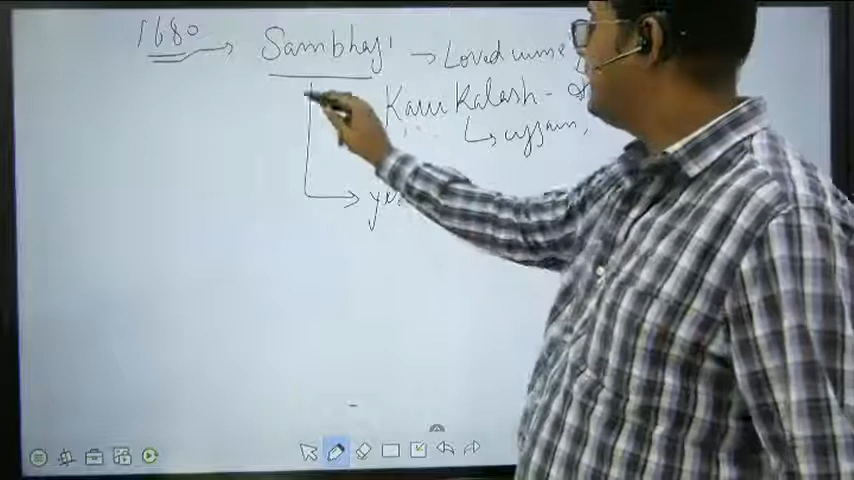 1680 → Sambhaji → Loved wine
Kavi Kalash -
↳ ujjain,